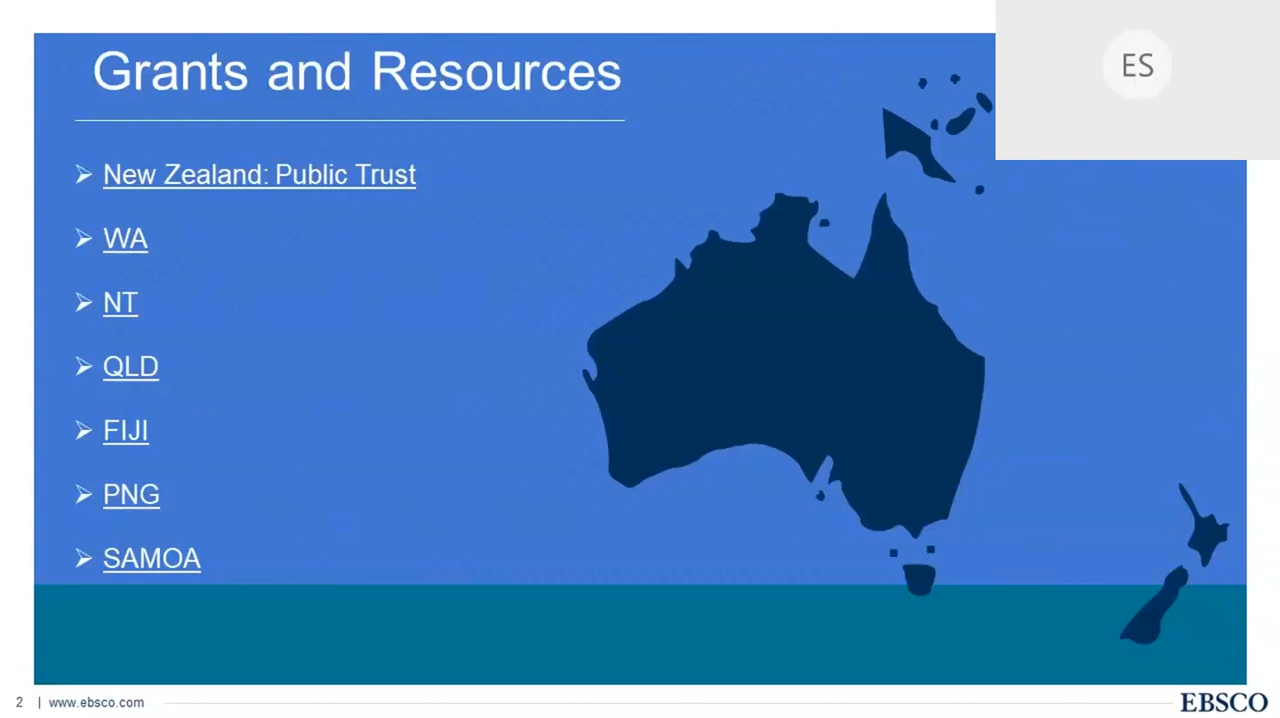 Grants and Resources
ES
New Zealand: Public Trust
WA
NT
QLD
FIJI
PNG
SAMOA
2 | www.ebsco.com
EBSCO